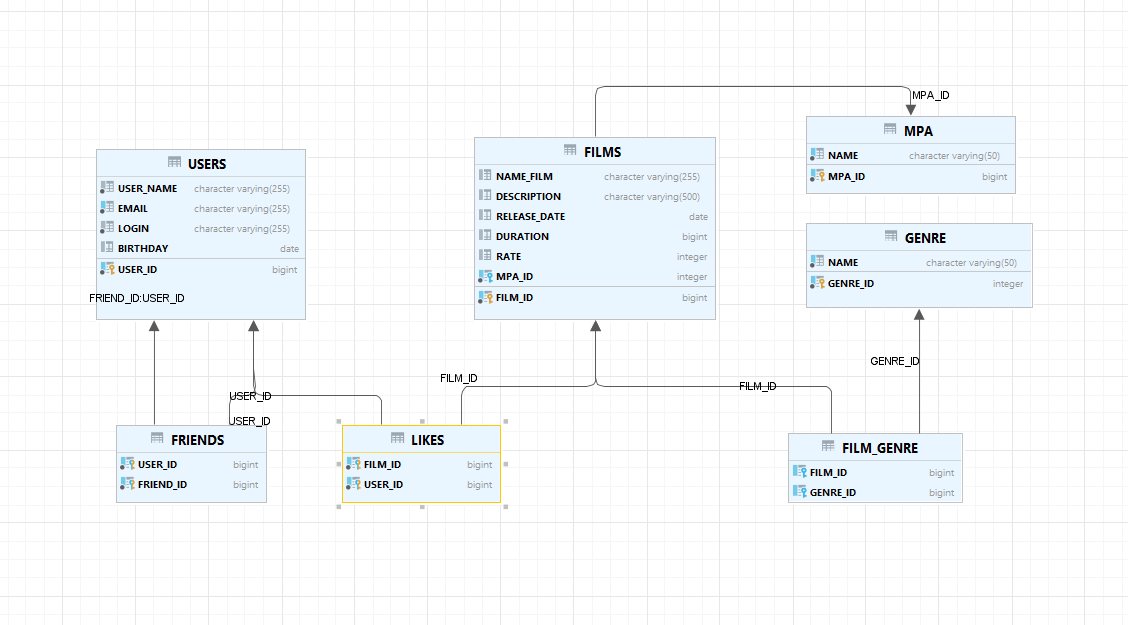 MPA_ID
USERS
USER_NAME character varying(255)
EMAIL character varying(255)
LOGIN character varying(255)
BIRTHDAY date
USER_ID bigint
FRIEND_ID:USER_ID
FILMS
NAME_FILM character varying(255)
DESCRIPTION character varying(500)
RELEASE_DATE date
DURATION bigint
RATE integer
MPA_ID integer
FILM_ID bigint
MPA
NAME character varying(50)
MPA_ID bigint
GENRE
NAME character varying(50)
GENRE_ID integer
GENRE_ID
FILM_ID
FILM_ID
USER_ID
USER_ID
FRIENDS
USER_ID bigint
FRIEND_ID bigint
LIKES
FILM_ID bigint
USER_ID bigint
FILM_GENRE
FILM_ID bigint
GENRE_ID bigint